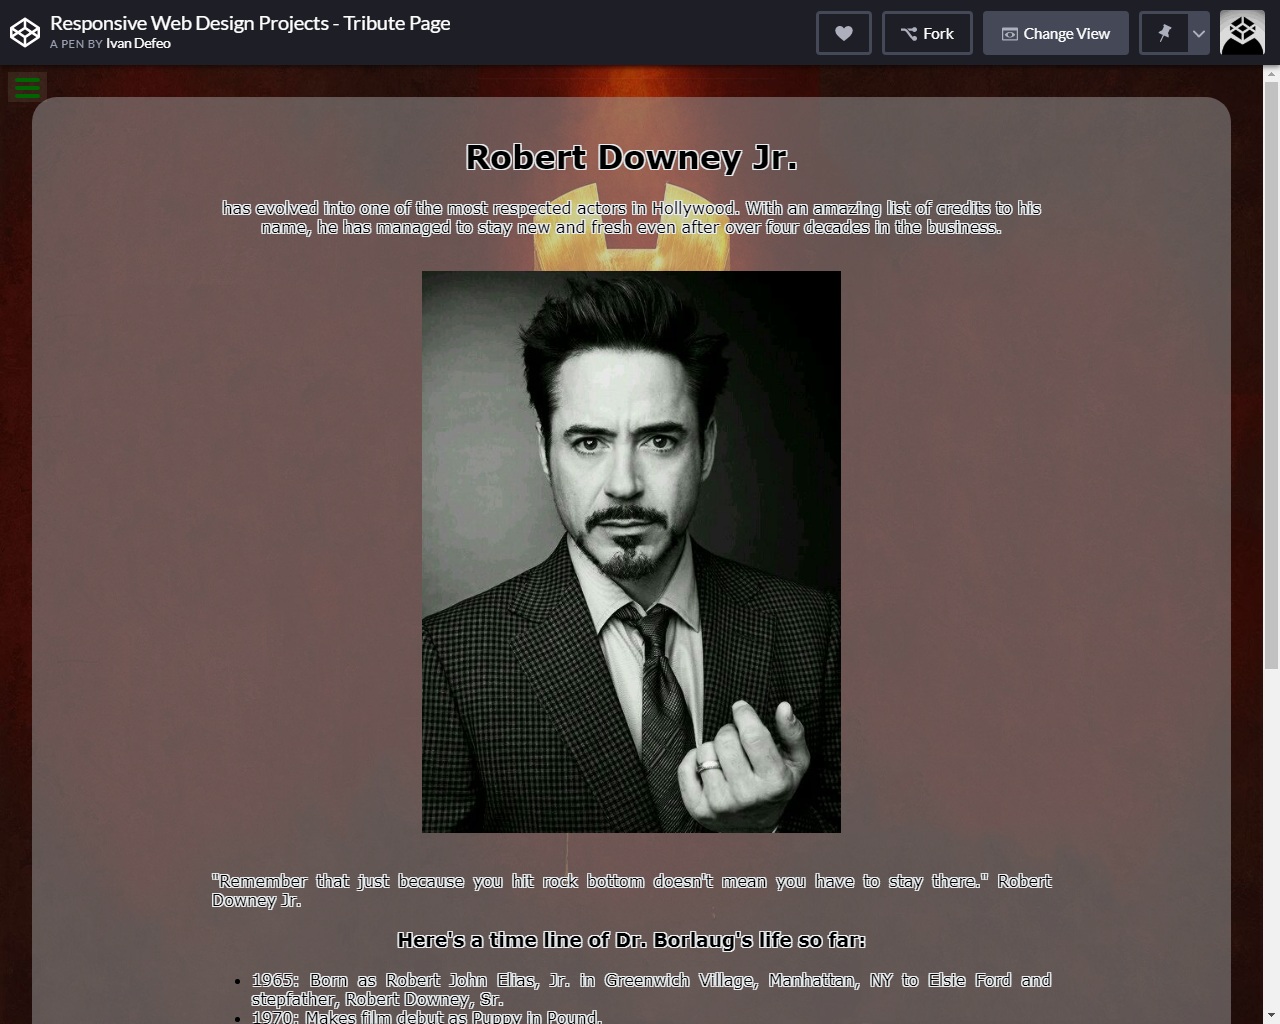 Responsive Web Design Projects - Tribute Page
A PEN BY Ivan Defeo
Fork
Change View
Robert Downey Jr.
has evolved into one of the most respected actors in Hollywood. With an amazing list of credits to his
name, he has managed to stay new and fresh even after over four decades in the business.
"Remember that just because you hit rock bottom doesn't mean you have to stay there." Robert
Downey Jr.
Here's a time line of Dr. Borlaug's life so far:
1965: Born as Robert John Elias, Jr. in Greenwich Village, Manhattan, NY to Elsie Ford and
stepfather, Robert Downey, Sr.
1970: Makes film debut as Puppy in Pound.